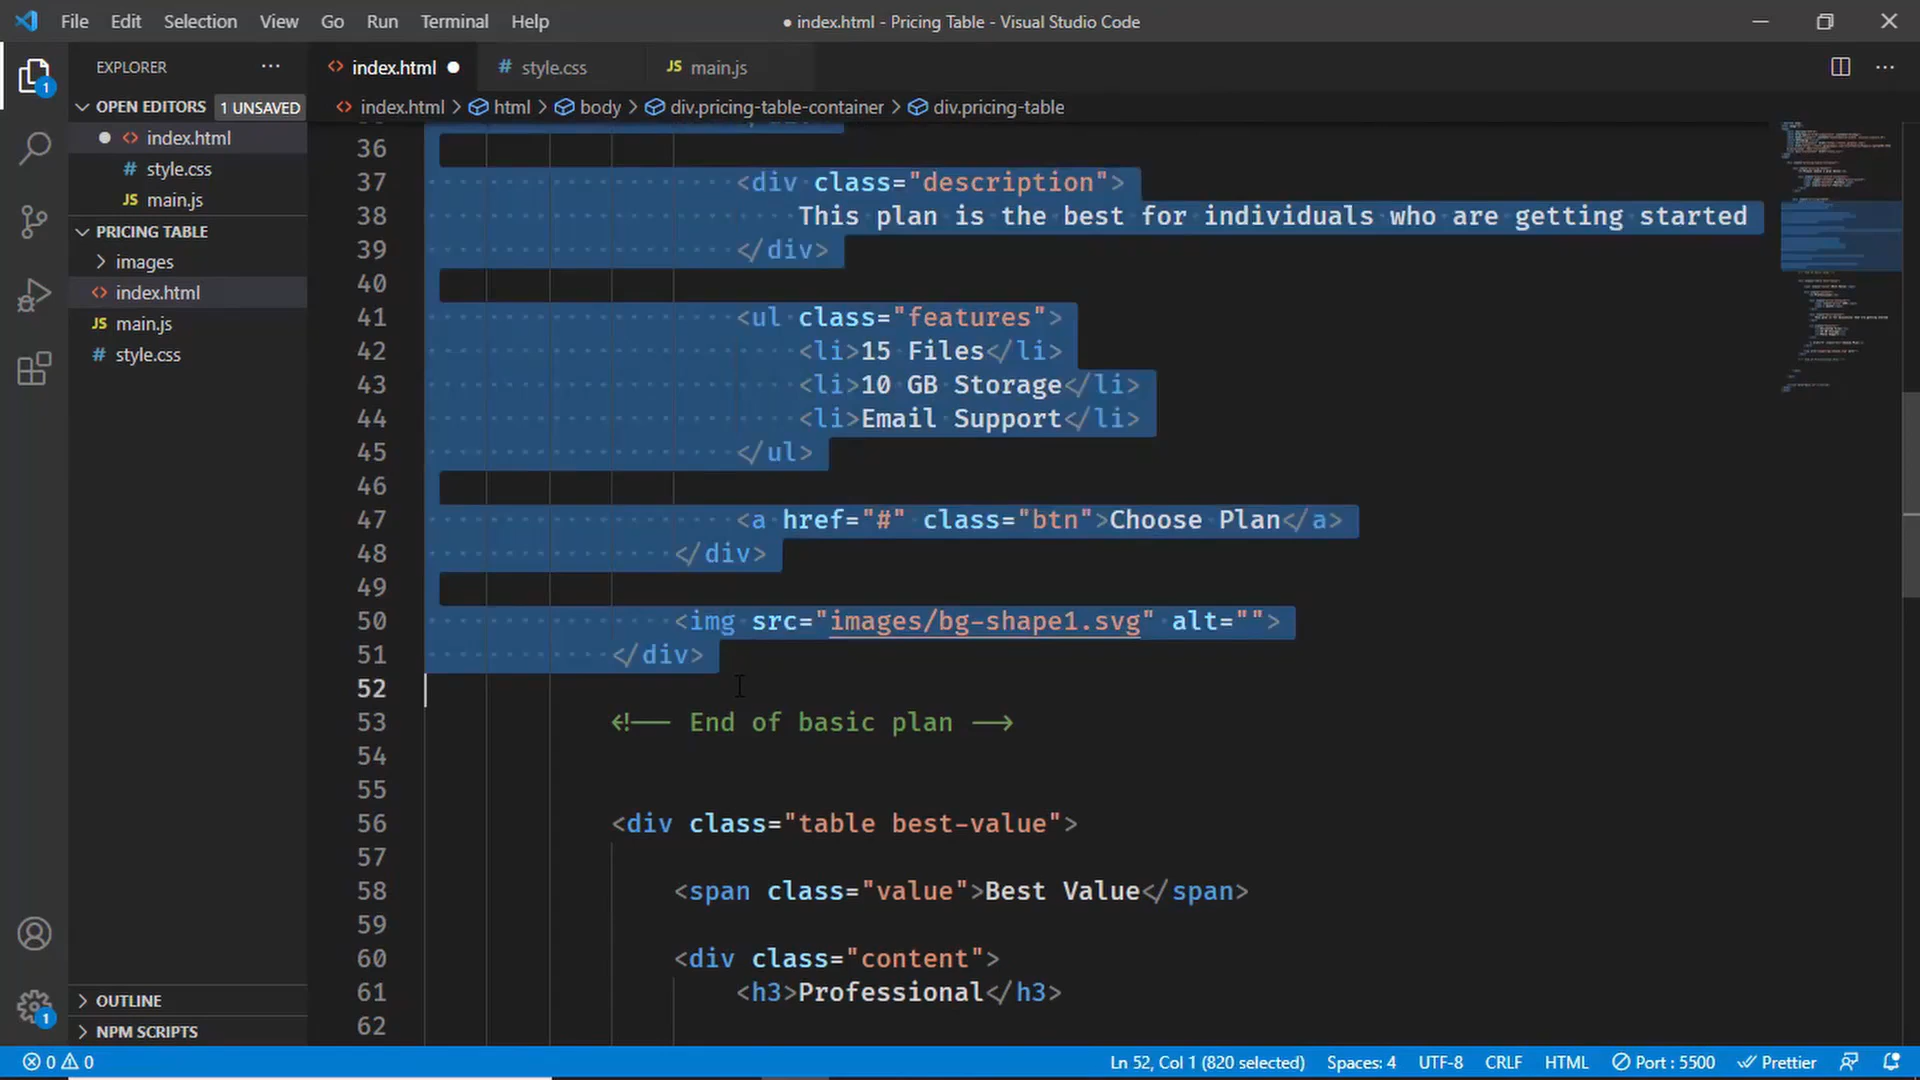 File Edit Selection View Go Run Terminal Help
● index.html - Pricing Table - Visual Studio Code
EXPLORER
index.html
style.css
JS main.js
OPEN EDITORS 1 UNSAVED
index.html > html > body > div.pricing-table-container > div.pricing-table
index.html
style.css
JS main.js
PRICING TABLE
images
index.html
JS main.js
style.css
36
37 <div class="description">
38 This plan is the best for individuals who are getting started
39 </div>
40
41 <ul class="features">
42 <li>15 Files</li>
43 <li>10 GB Storage</li>
44 <li>Email Support</li>
45 </ul>
46
47 <a href="#" class="btn">Choose Plan</a>
48 </div>
49
50 <img src="images/bg-shape1.svg" alt="">
51 </div>
52
53 <!-- End of basic plan -->
54
55
56 <div class="table best-value">
57
58 <span class="value">Best Value</span>
59
60 <div class="content">
61 <h3>Professional</h3>
62
1
1
OUTLINE
NPM SCRIPTS
0 0
Ln 52, Col 1 (820 selected) Spaces: 4 UTF-8 CRLF HTML Port : 5500 Prettier